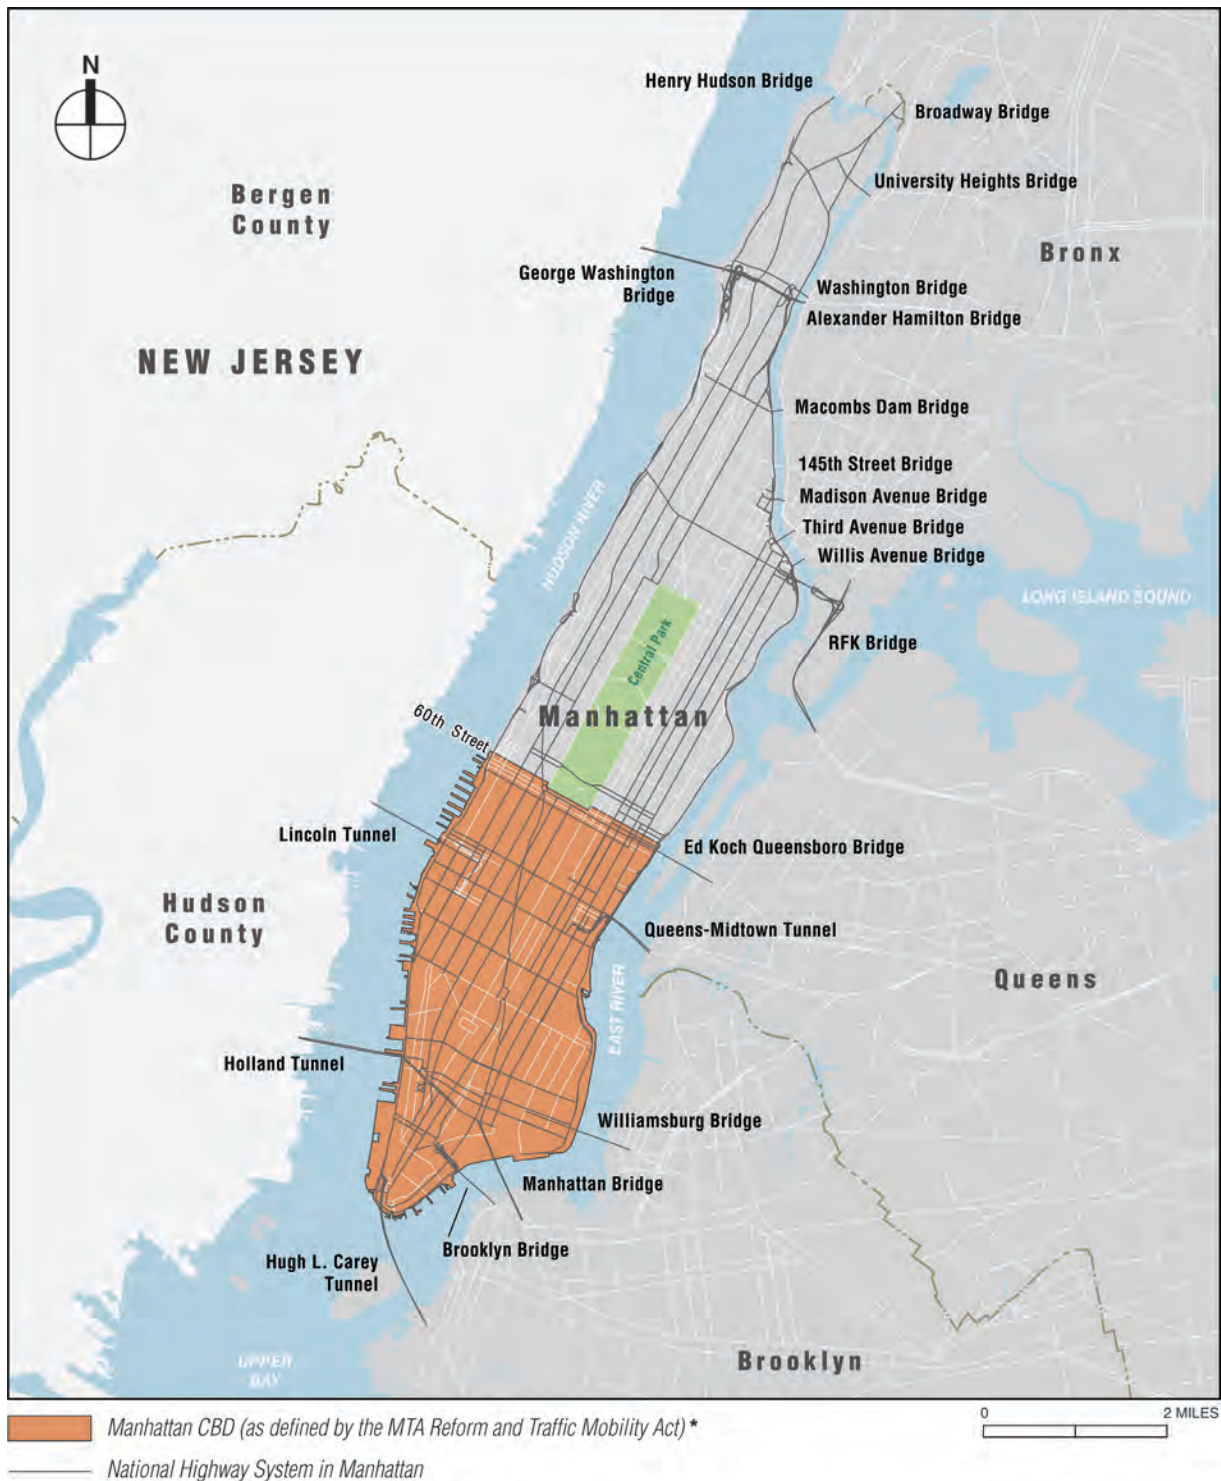 N
Henry Hudson Bridge
Broadway Bridge
Bergen
County
University Heights Bridge
Bronx
George Washington
Bridge
Washington Bridge
Alexander Hamilton Bridge
NEW JERSEY
Macombs Dam Bridge
145th Street Bridge
Madison Avenue Bridge
Third Avenue Bridge
Willis Avenue Bridge
HUDSON RIVER
LONG ISLAND SOUND
RFK Bridge
Central Park
Manhattan
60th Street
Lincoln Tunnel
Ed Koch Queensboro Bridge
Hudson
County
Queens-Midtown Tunnel
Queens
EAST RIVER
Holland Tunnel
Williamsburg Bridge
Manhattan Bridge
Brooklyn Bridge
Hugh L. Carey
Tunnel
UPPER
BAY
Brooklyn
Manhattan CBD (as defined by the MTA Reform and Traffic Mobility Act) *
0 2 MILES
National Highway System in Manhattan